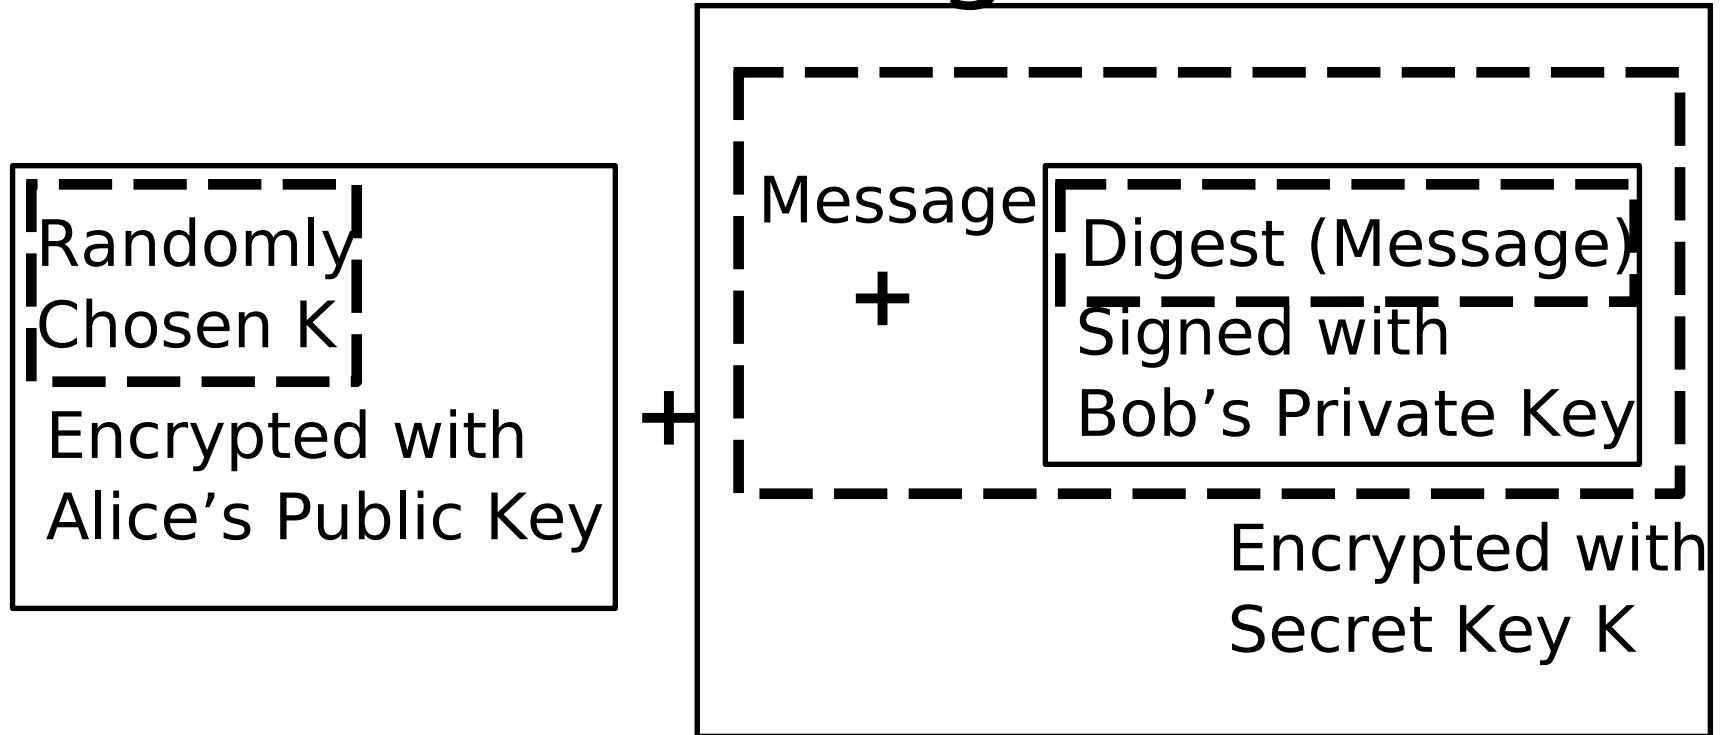 Randomly
Chosen K
Encrypted with
Alice’s Public Key
+
Message
+
Digest (Message)
Signed with
Bob’s Private Key
Encrypted with
Secret Key K